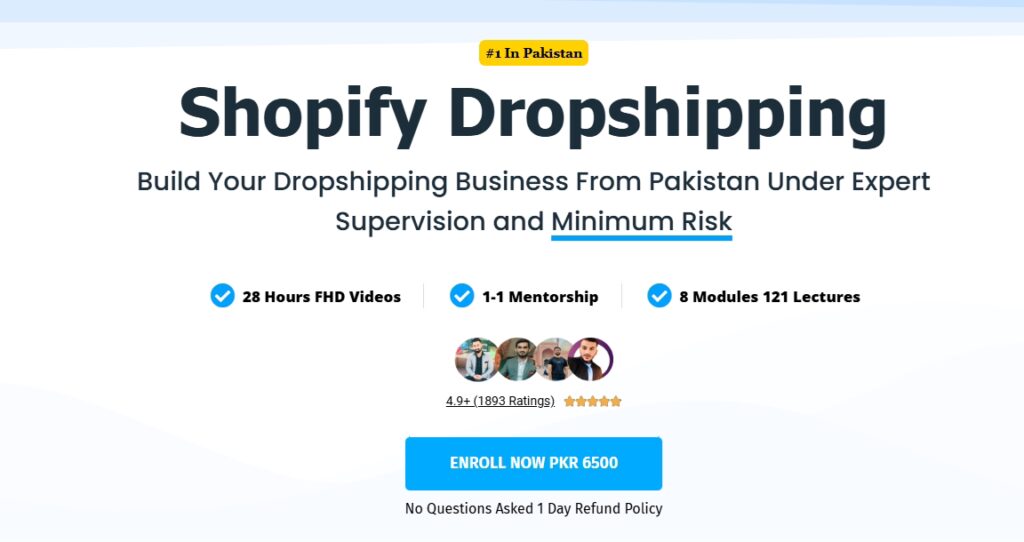 #1 In Pakistan
Shopify Dropshipping
Build Your Dropshipping Business From Pakistan Under Expert
Supervision and Minimum Risk
28 Hours FHD Videos 1-1 Mentorship 8 Modules 121 Lectures
4.9+ (1893 Ratings)
ENROLL NOW PKR 6500
No Questions Asked 1 Day Refund Policy